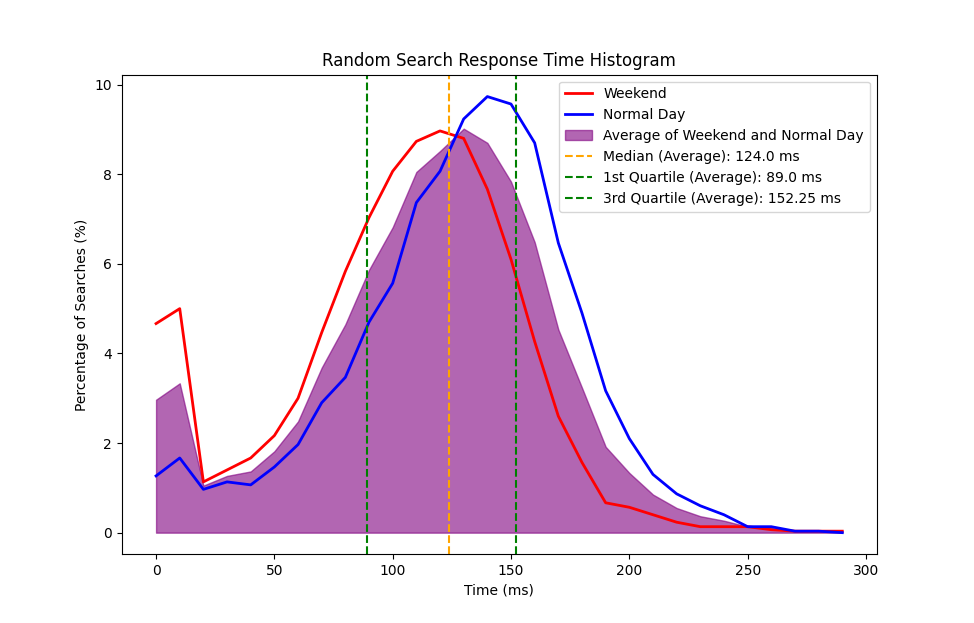 Random Search Response Time Histogram
Weekend
Normal Day
Average of Weekend and Normal Day
Median (Average): 124.0 ms
1st Quartile (Average): 89.0 ms
3rd Quartile (Average): 152.25 ms
Percentage of Searches (%)
10
8
6
4
2
0
0 50 100 150 200 250 300
Time (ms)